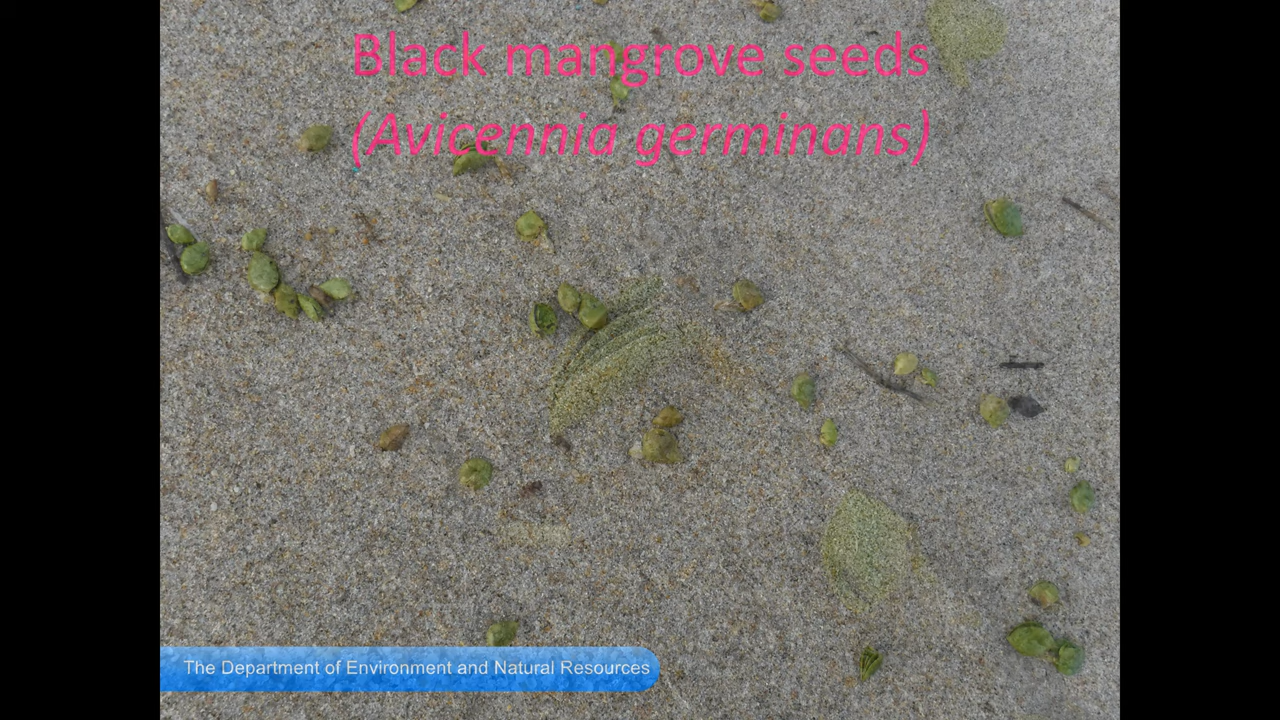 Black mangrove seeds
(Avicennia germinans)
The Department of Environment and Natural Resources